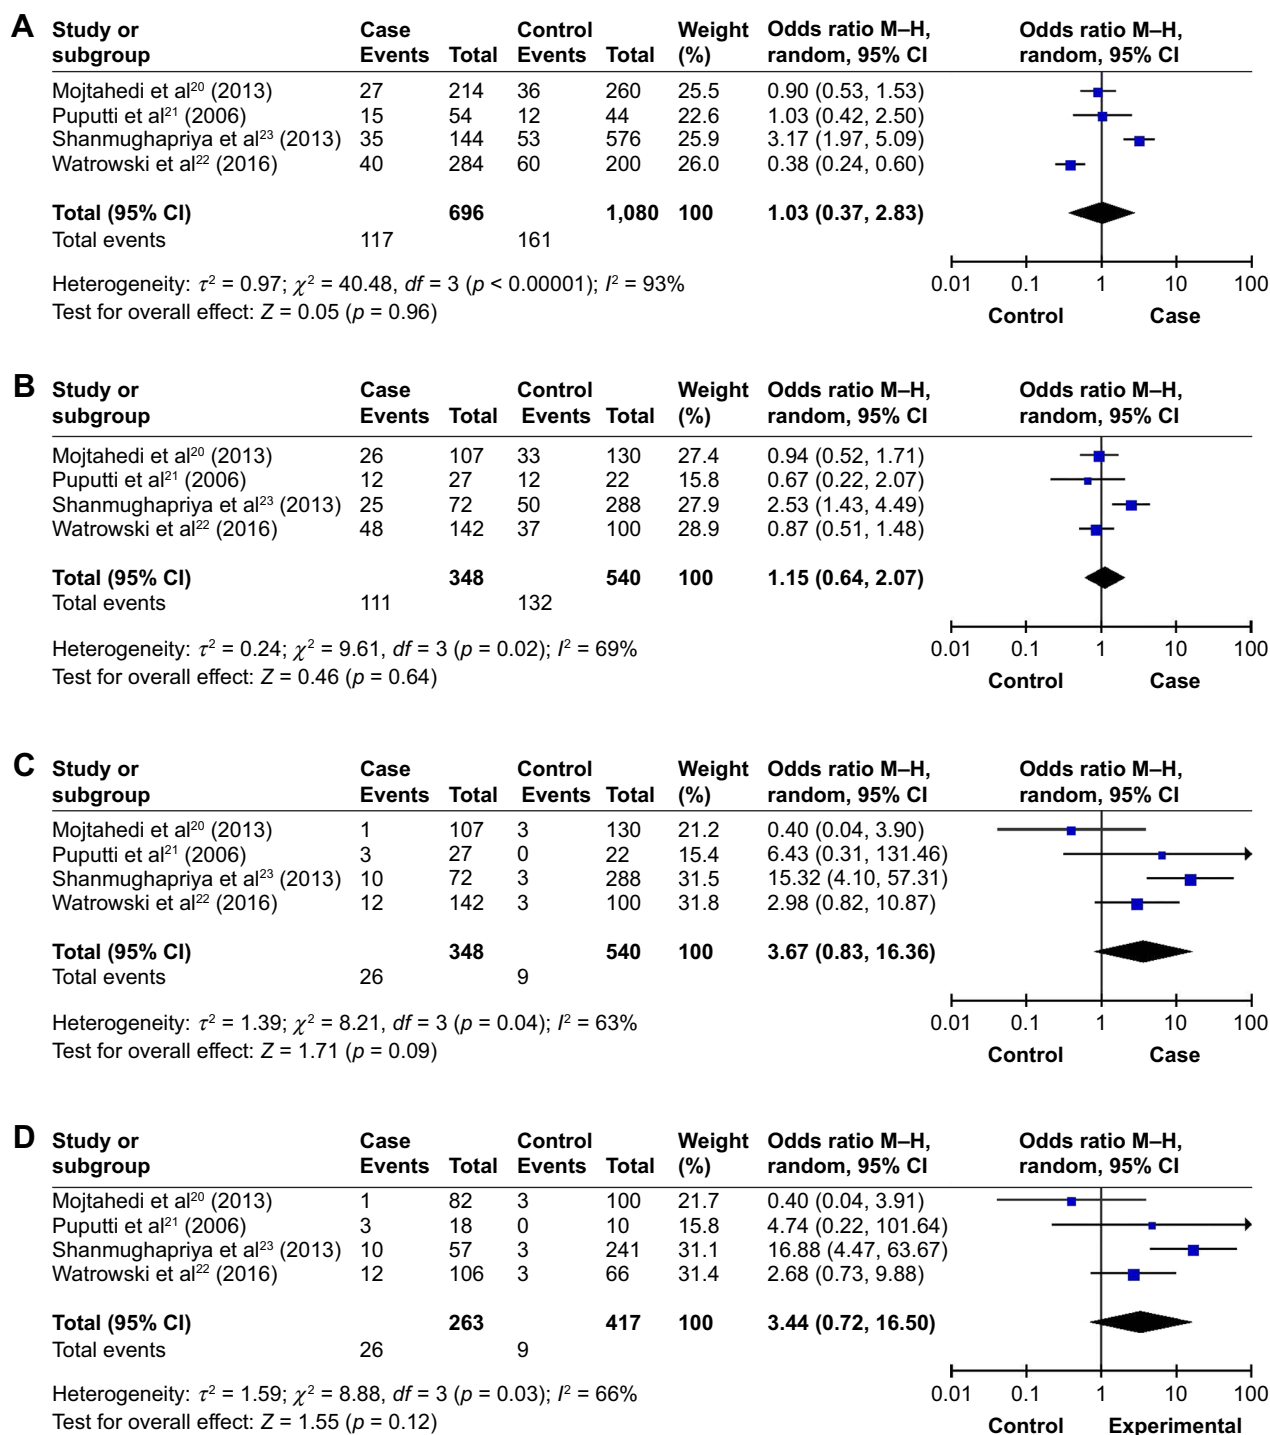 A
Study or subgroup Case Events Total Control Events Total Weight (%) Odds ratio M–H, random, 95% CI Odds ratio M–H, random, 95% CI
Mojtahedi et al20 (2013) 27 214 36 260 25.5 0.90 (0.53, 1.53)
Puputti et al21 (2006) 15 54 12 44 22.6 1.03 (0.42, 2.50)
Shanmughapriya et al23 (2013) 35 144 53 576 25.9 3.17 (1.97, 5.09)
Watrowski et al22 (2016) 40 284 60 200 26.0 0.38 (0.24, 0.60)
Total (95% CI) 696 1,080 100 1.03 (0.37, 2.83)
Total events 117 161
Heterogeneity: τ2 = 0.97; χ2 = 40.48, df = 3 (p < 0.00001); I2 = 93%
Test for overall effect: Z = 0.05 (p = 0.96)
0.01 0.1 1 10 100
Control Case
B
Study or subgroup Case Events Total Control Events Total Weight (%) Odds ratio M–H, random, 95% CI Odds ratio M–H, random, 95% CI
Mojtahedi et al20 (2013) 26 107 33 130 27.4 0.94 (0.52, 1.71)
Puputti et al21 (2006) 12 27 12 22 15.8 0.67 (0.22, 2.07)
Shanmughapriya et al23 (2013) 25 72 50 288 27.9 2.53 (1.43, 4.49)
Watrowski et al22 (2016) 48 142 37 100 28.9 0.87 (0.51, 1.48)
Total (95% CI) 348 540 100 1.15 (0.64, 2.07)
Total events 111 132
Heterogeneity: τ2 = 0.24; χ2 = 9.61, df = 3 (p = 0.02); I2 = 69%
Test for overall effect: Z = 0.46 (p = 0.64)
0.01 0.1 1 10 100
Control Case
C
Study or subgroup Case Events Total Control Events Total Weight (%) Odds ratio M–H, random, 95% CI Odds ratio M–H, random, 95% CI
Mojtahedi et al20 (2013) 1 107 3 130 21.2 0.40 (0.04, 3.90)
Puputti et al21 (2006) 3 27 0 22 15.4 6.43 (0.31, 131.46)
Shanmughapriya et al23 (2013) 10 72 3 288 31.5 15.32 (4.10, 57.31)
Watrowski et al22 (2016) 12 142 3 100 31.8 2.98 (0.82, 10.87)
Total (95% CI) 348 540 100 3.67 (0.83, 16.36)
Total events 26 9
Heterogeneity: τ2 = 1.39; χ2 = 8.21, df = 3 (p = 0.04); I2 = 63%
Test for overall effect: Z = 1.71 (p = 0.09)
0.01 0.1 1 10 100
Control Case
D
Study or subgroup Case Events Total Control Events Total Weight (%) Odds ratio M–H, random, 95% CI Odds ratio M–H, random, 95% CI
Mojtahedi et al20 (2013) 1 82 3 100 21.7 0.40 (0.04, 3.91)
Puputti et al21 (2006) 3 18 0 10 15.8 4.74 (0.22, 101.64)
Shanmughapriya et al23 (2013) 10 57 3 241 31.1 16.88 (4.47, 63.67)
Watrowski et al22 (2016) 12 106 3 66 31.4 2.68 (0.73, 9.88)
Total (95% CI) 263 417 100 3.44 (0.72, 16.50)
Total events 26 9
Heterogeneity: τ2 = 1.59; χ2 = 8.88, df = 3 (p = 0.03); I2 = 66%
Test for overall effect: Z = 1.55 (p = 0.12)
0.01 0.1 1 10 100
Control Experimental